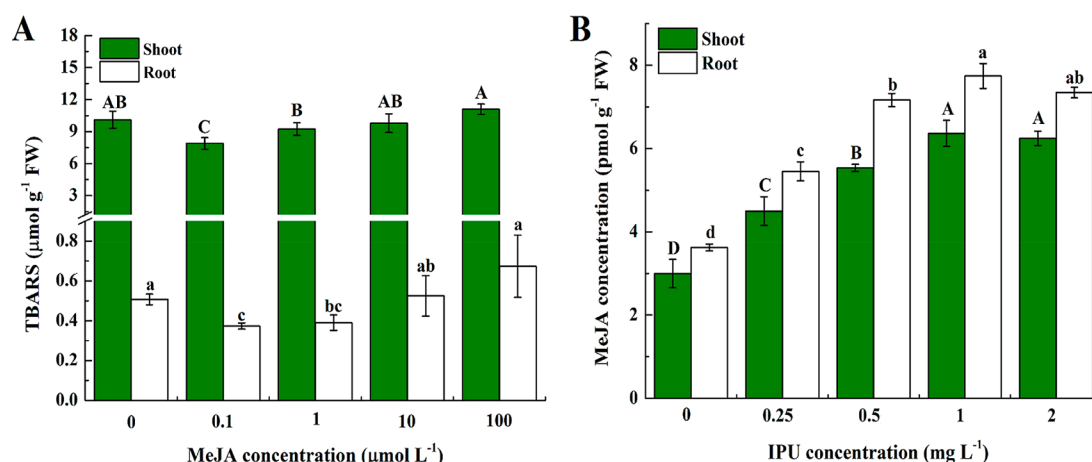 A
Shoot
Root
18
15
12
9
6
3
0.8
0.6
0.4
0.2
0.0
TBARS (μmol g⁻¹ FW)
AB
C
B
AB
A
a
c
bc
ab
a
0 0.1 1 10 100
MeJA concentration (μmol L⁻¹)
B
Shoot
Root
8
6
4
2
0
MeJA concentration (pmol g⁻¹ FW)
D
d
C
c
B
b
A
a
A
ab
0 0.25 0.5 1 2
IPU concentration (mg L⁻¹)